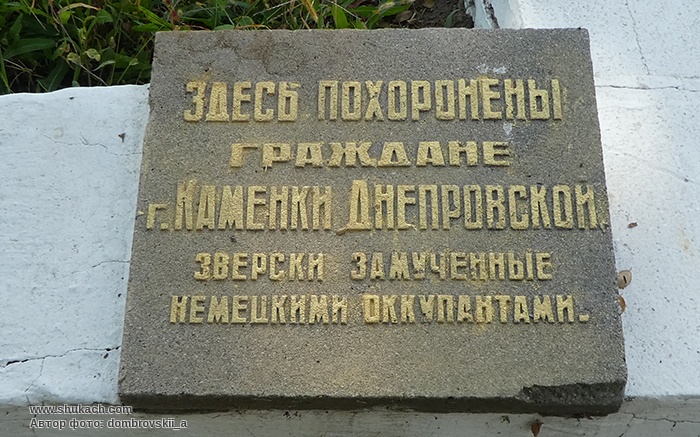 ЗДЕСЬ ПОХОРОНЕНЫ
ГРАЖДАНЕ
г. КАМЕНКИ ДНЕПРОВСКОЙ,
ЗВЕРСКИ ЗАМУЧЕННЫЕ
НЕМЕЦКИМИ ОККУПАНТАМИ.
www.shukach.com
Автор фото: dombrovskii_a